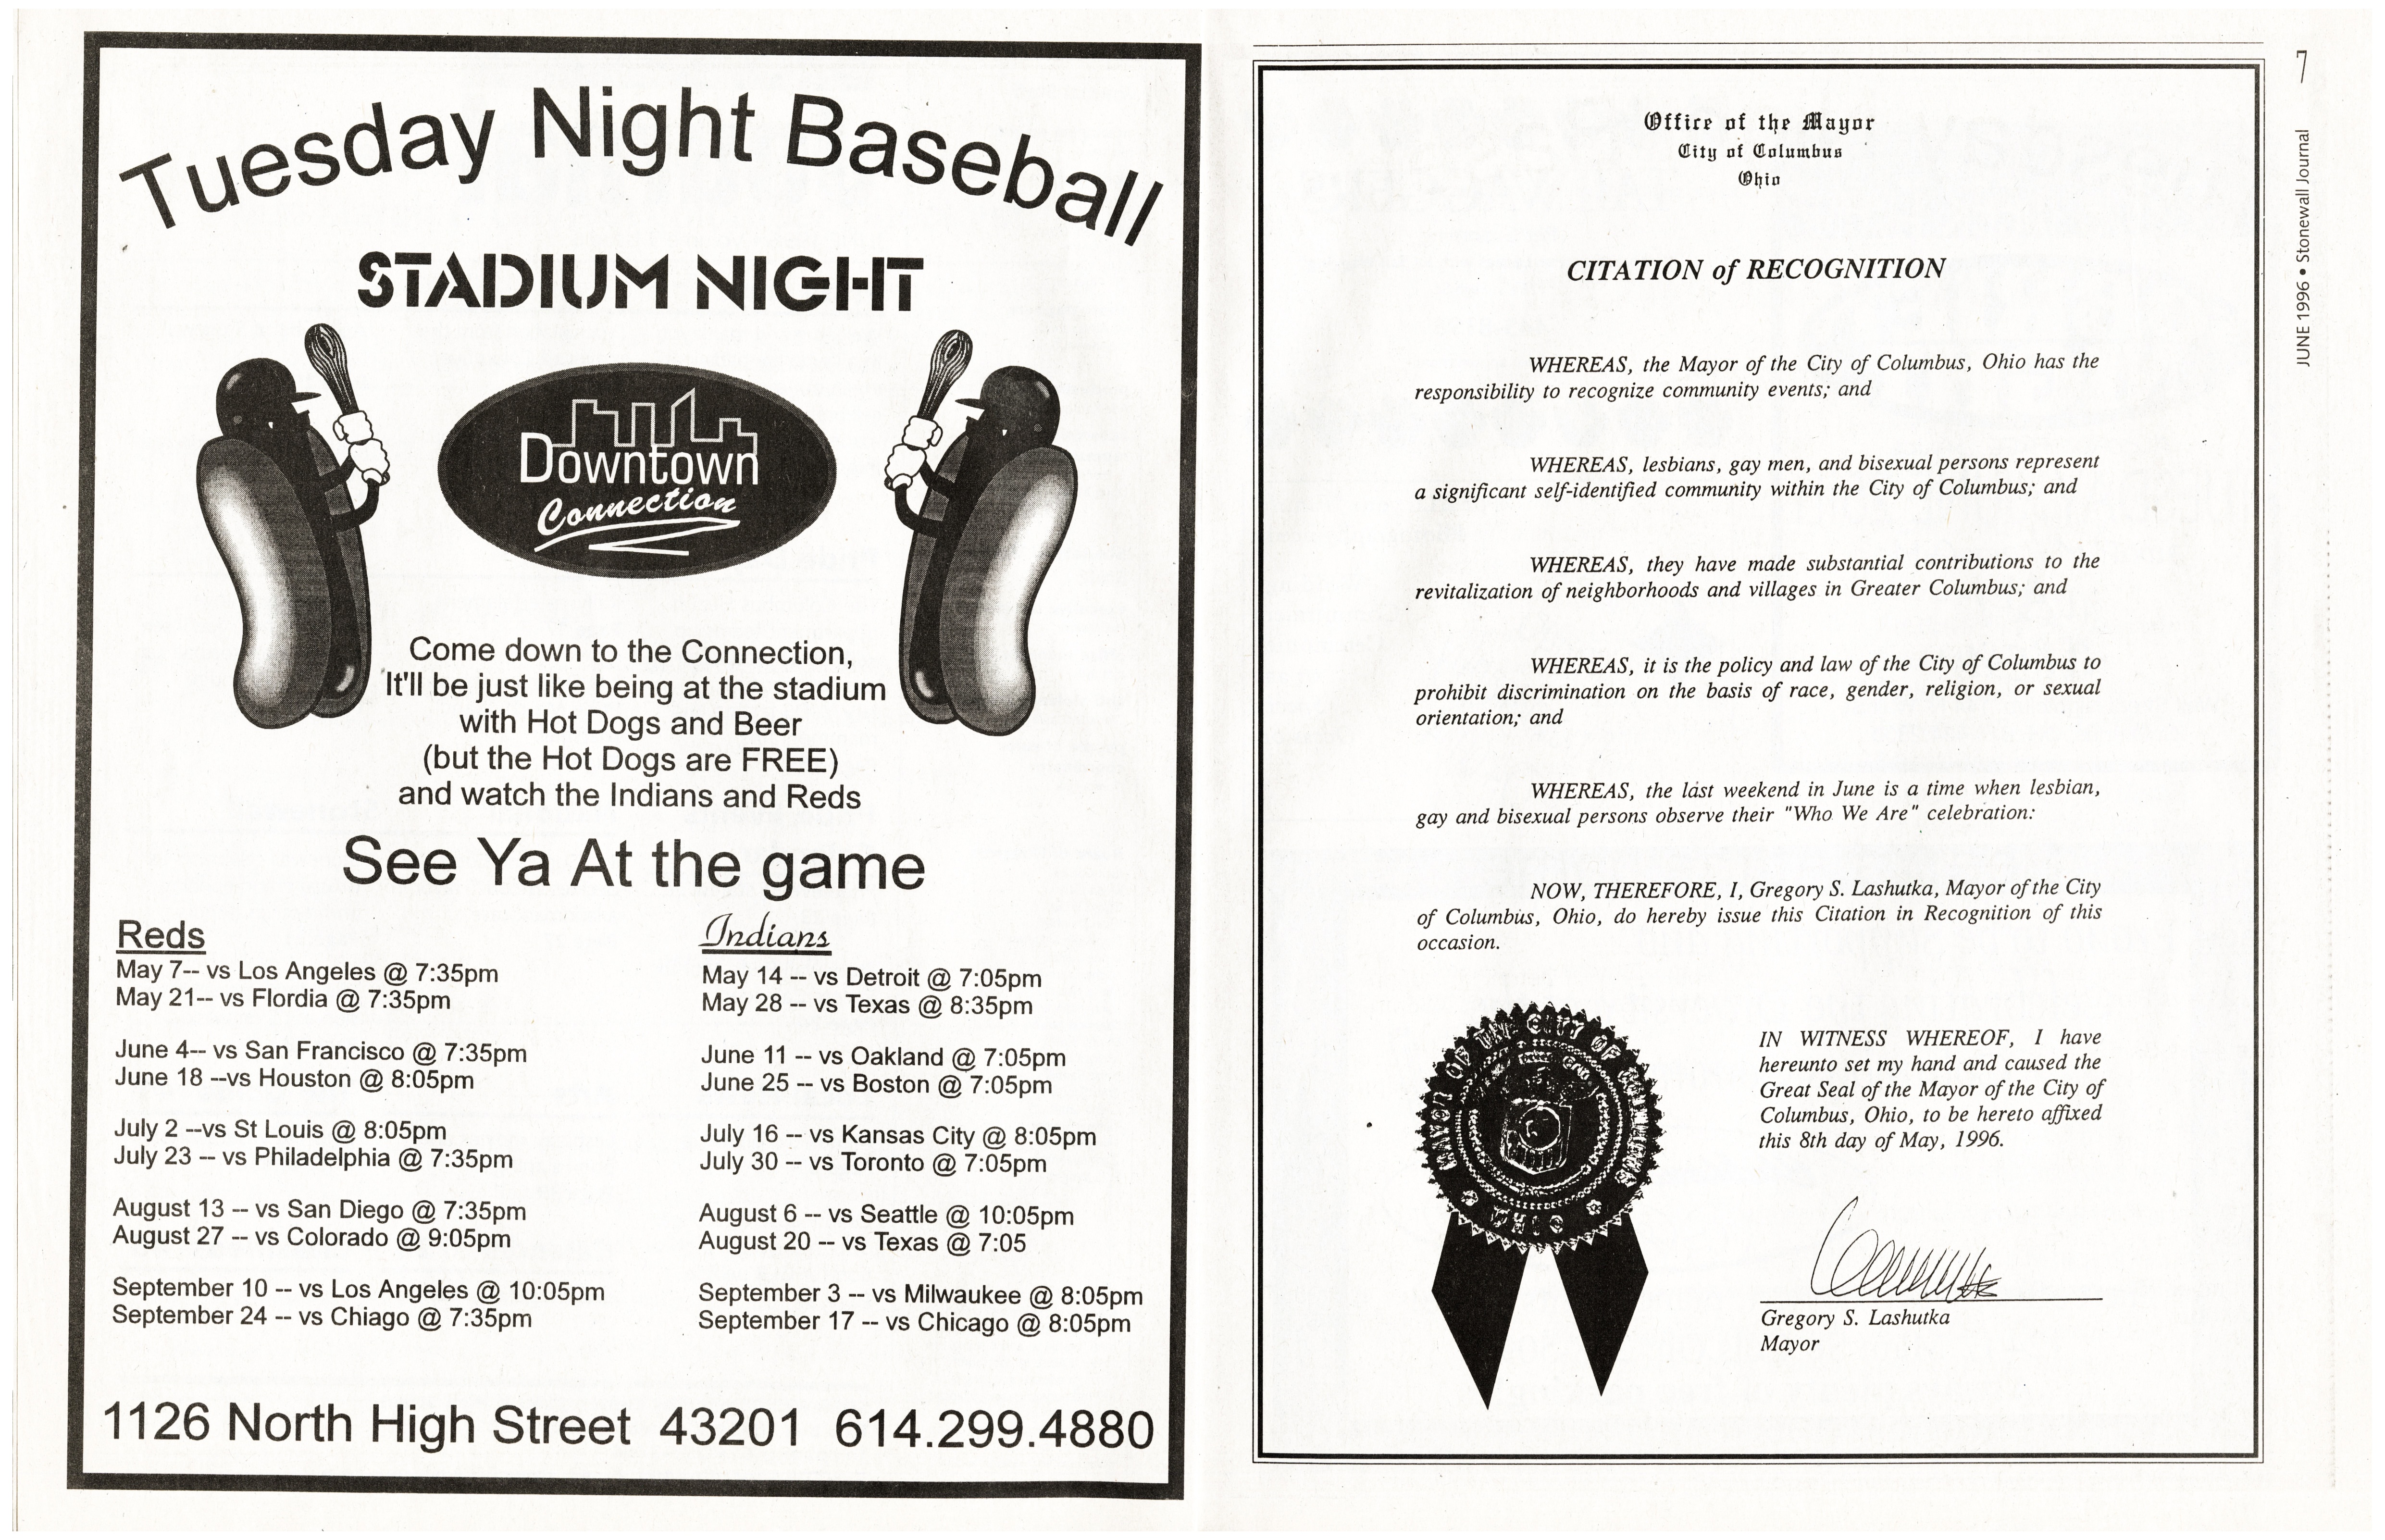 Tuesday Night Baseball
STADIUM NIGHT
Downtown
Connection
Come down to the Connection,
It'll be just like being at the stadium
with Hot Dogs and Beer
(but the Hot Dogs are FREE)
and watch the Indians and Reds
See Ya At the game
Reds
May 7-- vs Los Angeles @ 7:35pm
May 21-- vs Flordia @ 7:35pm
June 4-- vs San Francisco @ 7:35pm
June 18 --vs Houston @ 8:05pm
July 2 --vs St Louis @ 8:05pm
July 23 -- vs Philadelphia @ 7:35pm
August 13 -- vs San Diego @ 7:35pm
August 27 -- vs Colorado @ 9:05pm
September 10 -- vs Los Angeles @ 10:05pm
September 24 -- vs Chiago @ 7:35pm
Indians
May 14 -- vs Detroit @ 7:05pm
May 28 -- vs Texas @ 8:35pm
June 11 -- vs Oakland @ 7:05pm
June 25 -- vs Boston @ 7:05pm
July 16 -- vs Kansas City @ 8:05pm
July 30 -- vs Toronto @ 7:05pm
August 6 -- vs Seattle @ 10:05pm
August 20 -- vs Texas @ 7:05
September 3 -- vs Milwaukee @ 8:05pm
September 17 -- vs Chicago @ 8:05pm
1126 North High Street 43201 614.299.4880
Office of the Mayor
City of Columbus
Ohio
CITATION of RECOGNITION
WHEREAS, the Mayor of the City of Columbus, Ohio has the
responsibility to recognize community events; and
WHEREAS, lesbians, gay men, and bisexual persons represent
a significant self-identified community within the City of Columbus; and
WHEREAS, they have made substantial contributions to the
revitalization of neighborhoods and villages in Greater Columbus; and
WHEREAS, it is the policy and law of the City of Columbus to
prohibit discrimination on the basis of race, gender, religion, or sexual
orientation; and
WHEREAS, the last weekend in June is a time when lesbian,
gay and bisexual persons observe their "Who We Are" celebration:
NOW, THEREFORE, I, Gregory S. Lashutka, Mayor of the City
of Columbus, Ohio, do hereby issue this Citation in Recognition of this
occasion.
MAYOR OF THE CITY OF COLUMBUS
OHIO
IN WITNESS WHEREOF, I have
hereunto set my hand and caused the
Great Seal of the Mayor of the City of
Columbus, Ohio, to be hereto affixed
this 8th day of May, 1996.
Gregory S. Lashutka
Mayor
7
JUNE 1996 • Stonewall Journal